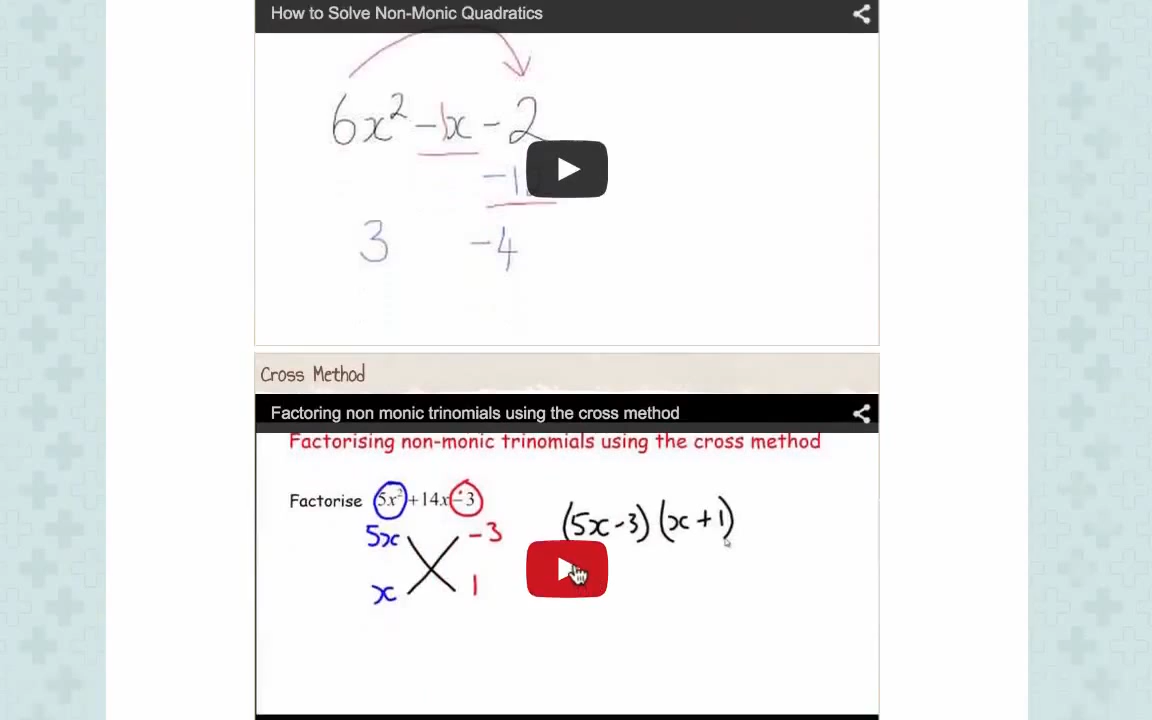 How to Solve Non-Monic Quadratics
6x² -1x - 2
3 -4
Cross Method
Factoring non monic trinomials using the cross method
Factorising non-monic trinomials using the cross method
Factorise 5x² + 14x - 3
(5x - 3) (x + 1)
5x -3
x 1